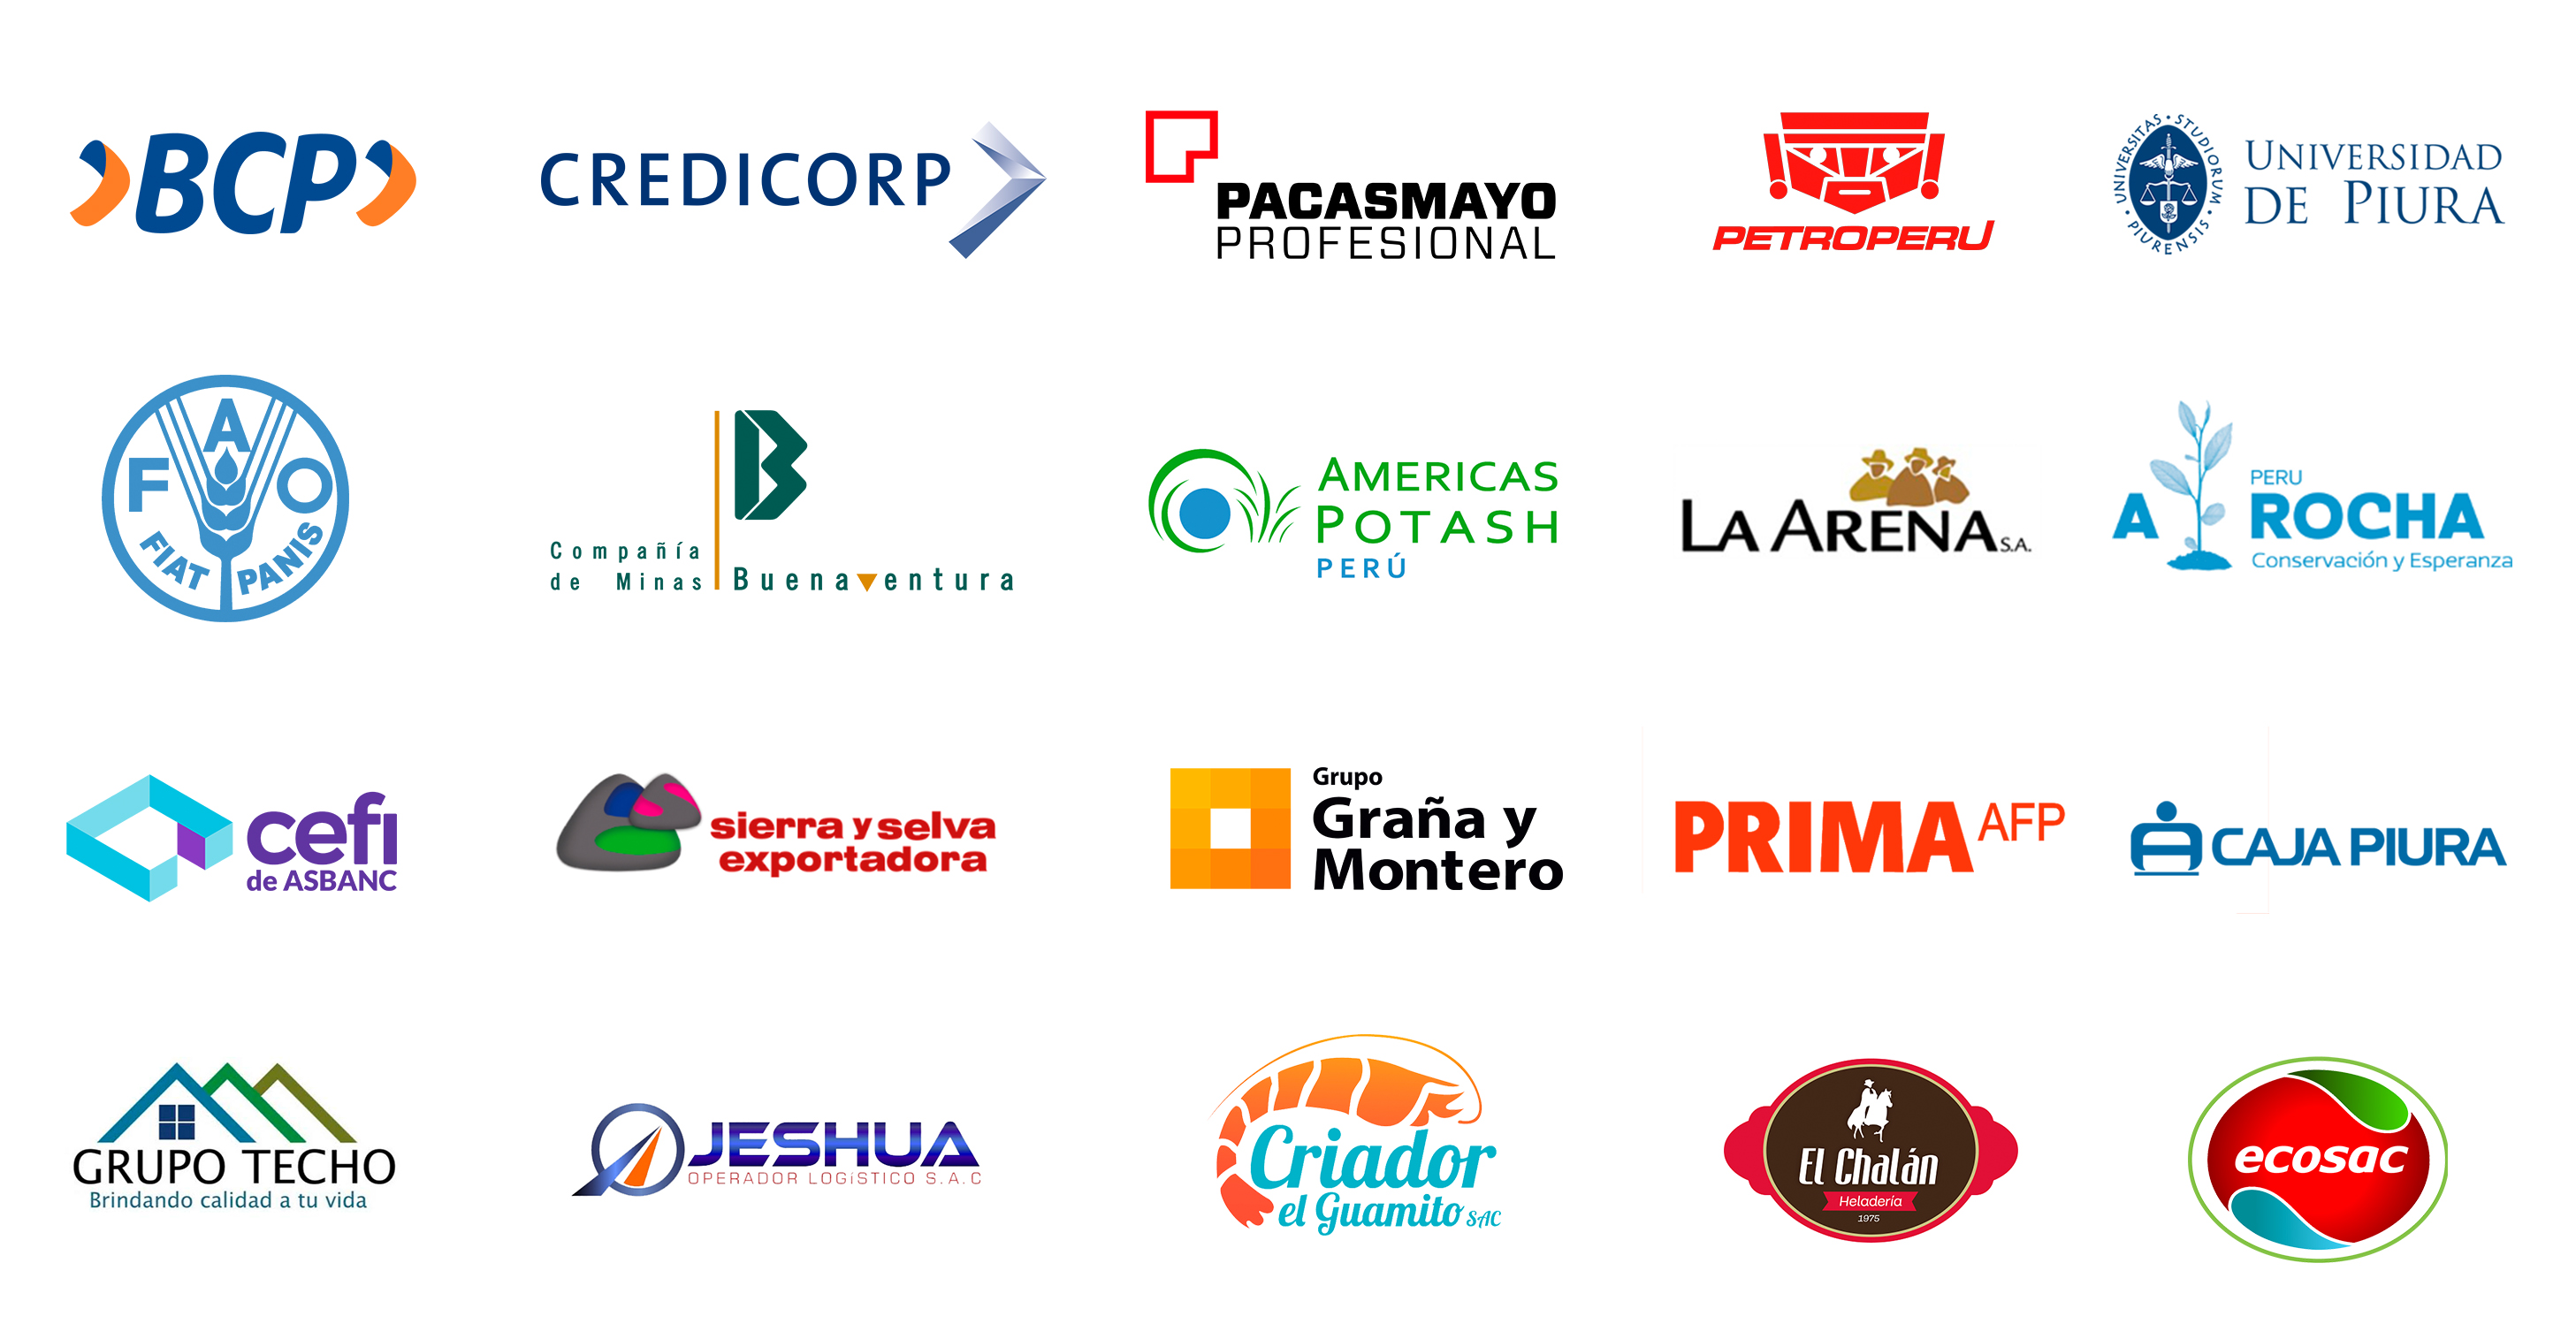 BCP
CREDICORP
PACASMAYO
PROFESIONAL
PETROPERU
UNIVERSITAS · STUDIORUM · PIURENSIS
UNIVERSIDAD
DE PIURA
FAO
FIAT PANIS
Compañía
de Minas
B
Buenaventura
AMERICAS
POTASH
PERÚ
LA ARENA S.A.
PERU
A ROCHA
Conservación y Esperanza
cefi
de ASBANC
sierra y selva
exportadora
Grupo
Graña y
Montero
PRIMA AFP
CAJA PIURA
GRUPO TECHO
Brindando calidad a tu vida
JESHUA
OPERADOR LOGíSTICO S.A.C
Criador
el Guamito SAC
El Chalán
Heladería
1975
ecosac